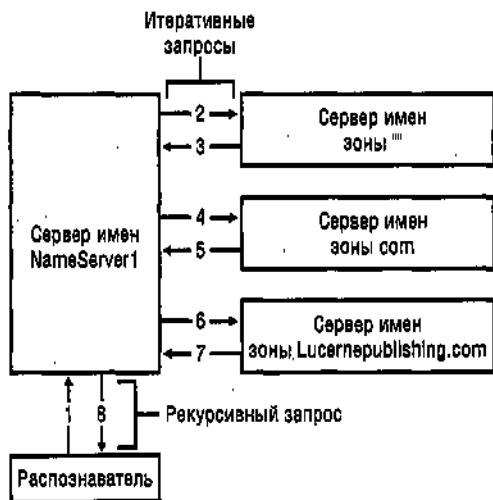 Итеративные
запросы
2
3
Сервер имен
зоны ""
Сервер имен
NameServer1
4
5
Сервер имен
зоны com
6
7
Сервер имен
зоны Lucernepublishing.com
1
8
Рекурсивный запрос
Распознаватель